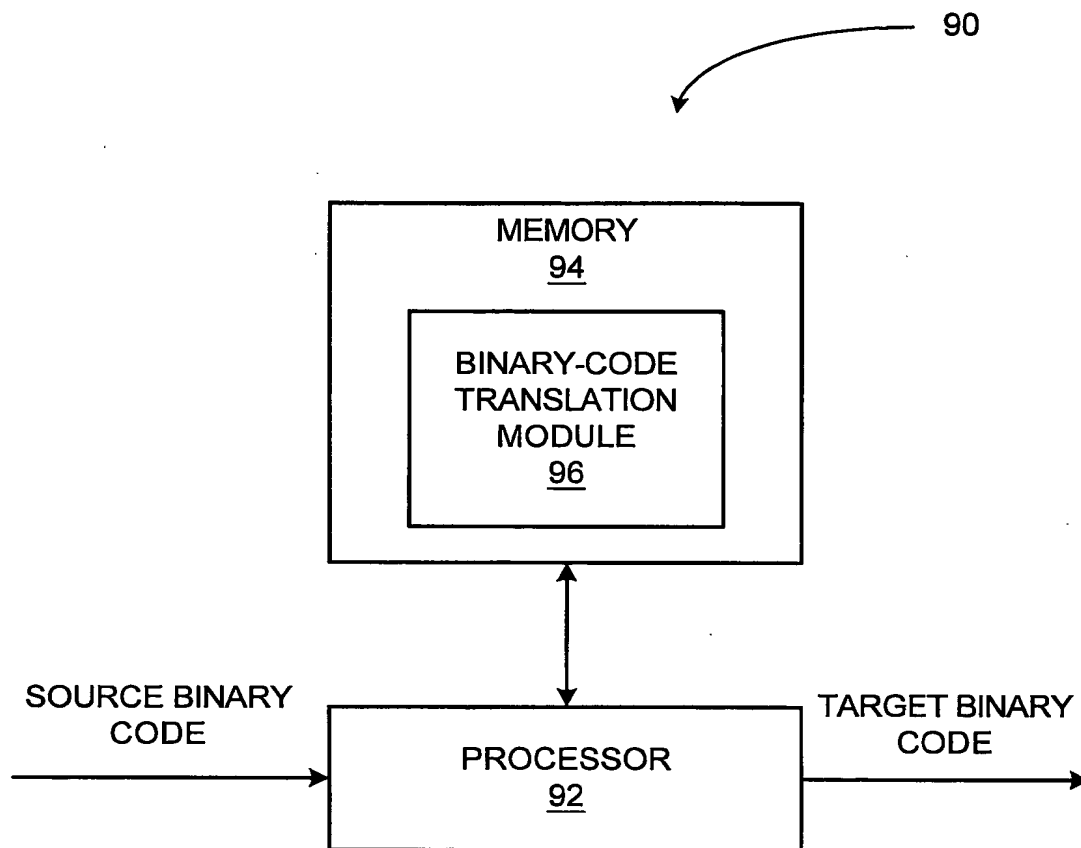 90
MEMORY
94
BINARY-CODE
TRANSLATION
MODULE
96
SOURCE BINARY
CODE
PROCESSOR
92
TARGET BINARY
CODE